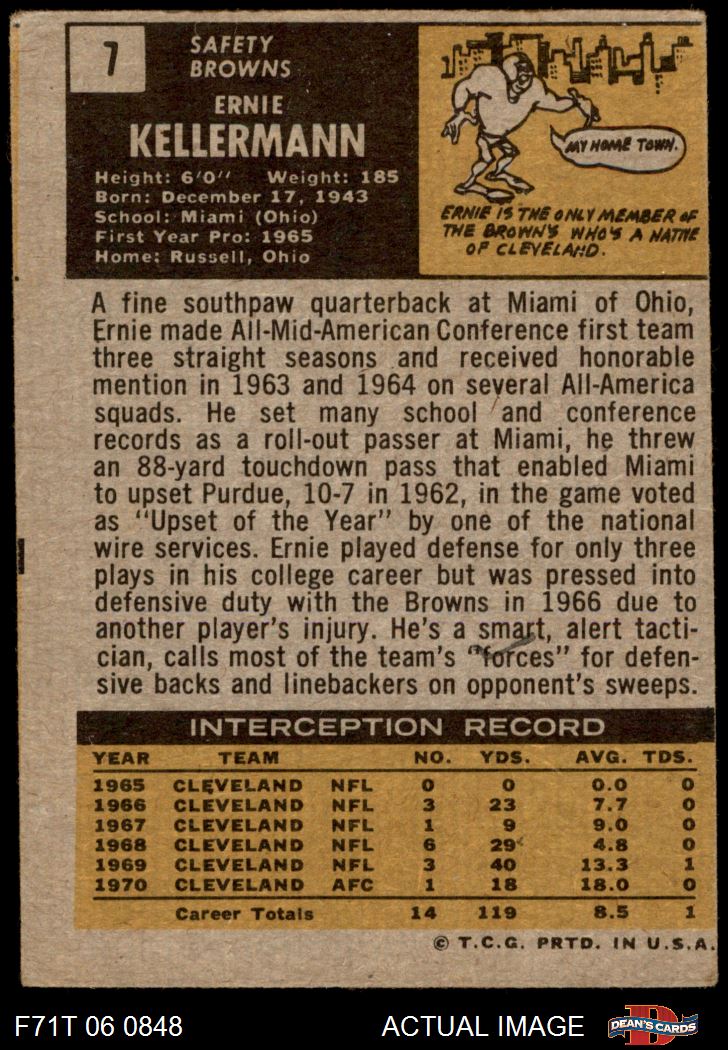 7
SAFETY
BROWNS
ERNIE
KELLERMANN
Height: 6'0" Weight: 185
Born: December 17, 1943
School: Miami (Ohio)
First Year Pro: 1965
Home: Russell, Ohio
MY HOME TOWN.
ERNIE IS THE ONLY MEMBER OF
THE BROWN'S WHO'S A NATIVE
OF CLEVELAND.
A fine southpaw quarterback at Miami of Ohio,
Ernie made All-Mid-American Conference first team
three straight seasons and received honorable
mention in 1963 and 1964 on several All-America
squads. He set many school and conference
records as a roll-out passer at Miami, he threw
an 88-yard touchdown pass that enabled Miami
to upset Purdue, 10-7 in 1962, in the game voted
as "Upset of the Year" by one of the national
wire services. Ernie played defense for only three
plays in his college career but was pressed into
defensive duty with the Browns in 1966 due to
another player's injury. He's a smart, alert tacti-
cian, calls most of the team's "forces" for defen-
sive backs and linebackers on opponent's sweeps.
INTERCEPTION RECORD
YEAR TEAM NO. YDS. AVG. TDS.
1965 CLEVELAND NFL 0 0 0.0 0
1966 CLEVELAND NFL 3 23 7.7 0
1967 CLEVELAND NFL 1 9 9.0 0
1968 CLEVELAND NFL 6 29 4.8 0
1969 CLEVELAND NFL 3 40 13.3 1
1970 CLEVELAND AFC 1 18 18.0 0
Career Totals 14 119 8.5 1
© T.C.G. PRTD. IN U.S.A.
F71T 06 0848 ACTUAL IMAGE
D
DEAN'S CARDS